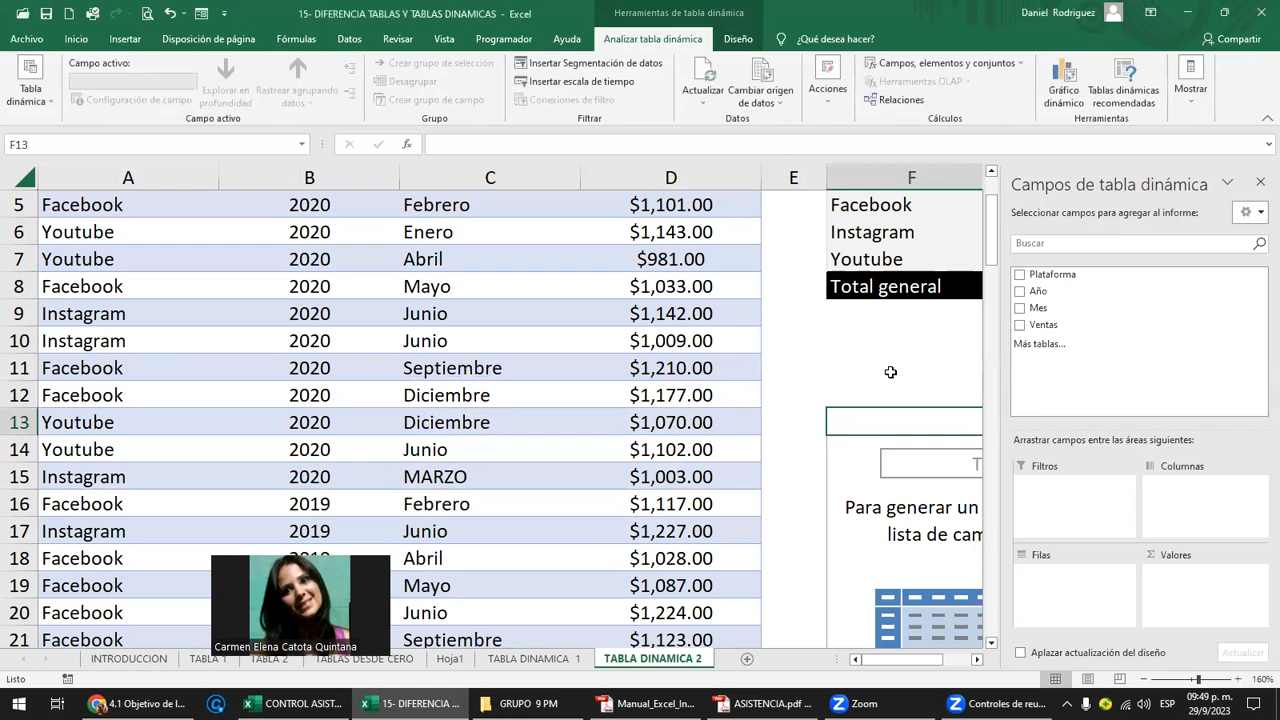 15- DIFERENCIA TABLAS Y TABLAS DINAMICAS - Excel
Herramientas de tabla dinámica
Daniel Rodriguez
Archivo Inicio Insertar Disposición de página Fórmulas Datos Revisar Vista Programador Ayuda Analizar tabla dinámica Diseño ¿Qué desea hacer? Compartir
Tabla dinámica
Campo activo:
Configuración de campo
Explorar en profundidad
Rastrear agrupando datos
Campo activo
Crear grupo de selección
Desagrupar
Crear grupo de campo
Grupo
Insertar Segmentación de datos
Insertar escala de tiempo
Conexiones de filtro
Filtrar
Actualizar
Cambiar origen de datos
Datos
Acciones
Campos, elementos y conjuntos
Herramientas OLAP
Relaciones
Cálculos
Gráfico dinámico
Tablas dinámicas recomendadas
Herramientas
Mostrar
F13
fx
A B C D E F
5 Facebook 2020 Febrero $1,101.00 Facebook
6 Youtube 2020 Enero $1,143.00 Instagram
7 Youtube 2020 Abril $981.00 Youtube
8 Facebook 2020 Mayo $1,033.00 Total general
9 Instagram 2020 Junio $1,142.00
10 Instagram 2020 Junio $1,009.00
11 Facebook 2020 Septiembre $1,210.00
12 Facebook 2020 Diciembre $1,177.00
13 Youtube 2020 Diciembre $1,070.00
14 Youtube 2020 Junio $1,102.00
15 Instagram 2020 MARZO $1,003.00
16 Facebook 2019 Febrero $1,117.00
17 Instagram 2019 Junio $1,227.00
18 Facebook 2019 Abril $1,028.00
19 Facebook Mayo $1,087.00
20 Facebook Junio $1,224.00
21 Facebook Septiembre $1,123.00
T
Para generar un
lista de cam
Carmen Elena Catota Quintana
Campos de tabla dinámica
Seleccionar campos para agregar al informe:
Buscar
Plataforma
Año
Mes
Ventas
Más tablas...
Arrastrar campos entre las áreas siguientes:
Filtros
Columnas
Filas
Σ Valores
Aplazar actualización del diseño
Actualizar
INTRODUCCION TABLA 1 TABLA 2 TABLAS DESDE CERO Hoja1 TABLA DINAMICA 1 TABLA DINAMICA 2
Listo
160%
4.1 Objetivo de l... CONTROL ASIST... 15- DIFERENCIA ... GRUPO 9 PM Manual_Excel_In... ASISTENCIA.pdf ... Zoom Controles de reu...
ESP
09:49 p. m.
29/9/2023